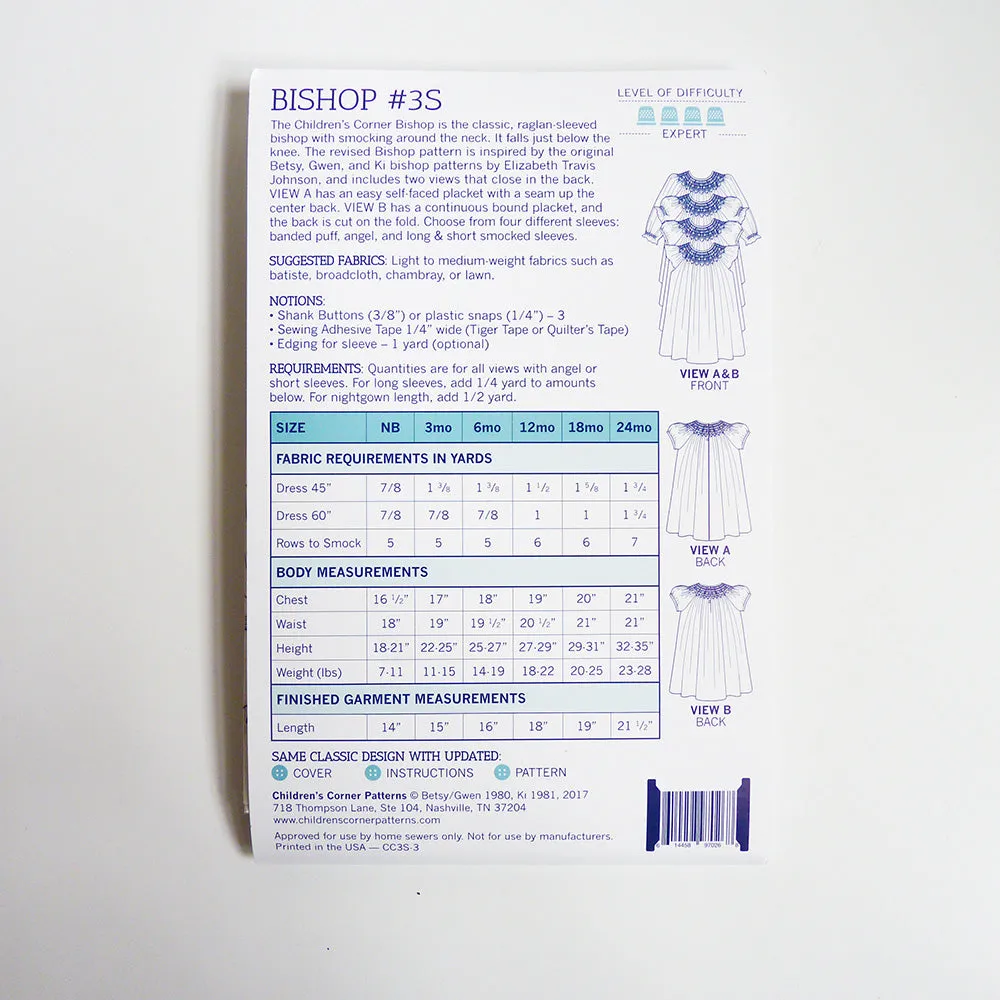 BISHOP #3S
The Children's Corner Bishop is the classic, raglan-sleeved
bishop with smocking around the neck. It falls just below the
knee. The revised Bishop pattern is inspired by the original
Betsy, Gwen, and Ki bishop patterns by Elizabeth Travis
Johnson, and includes two views that close in the back.
VIEW A has an easy self-faced placket with a seam up the
center back. VIEW B has a continuous bound placket, and
the back is cut on the fold. Choose from four different sleeves:
banded puff, angel, and long & short smocked sleeves.
SUGGESTED FABRICS: Light to medium-weight fabrics such as
batiste, broadcloth, chambray, or lawn.
NOTIONS:
• Shank Buttons (3/8") or plastic snaps (1/4") – 3
• Sewing Adhesive Tape 1/4" wide (Tiger Tape or Quilter's Tape)
• Edging for sleeve – 1 yard (optional)
REQUIREMENTS: Quantities are for all views with angel or
short sleeves. For long sleeves, add 1/4 yard to amounts
below. For nightgown length, add 1/2 yard.
LEVEL OF DIFFICULTY
EXPERT
VIEW A&B
FRONT
VIEW A
BACK
VIEW B
BACK
SIZE NB 3mo 6mo 12mo 18mo 24mo
FABRIC REQUIREMENTS IN YARDS
Dress 45" 7/8 1 3/8 1 3/8 1 1/2 1 5/8 1 3/4
Dress 60" 7/8 7/8 7/8 1 1 1 3/4
Rows to Smock 5 5 5 6 6 7
BODY MEASUREMENTS
Chest 16 1/2" 17" 18" 19" 20" 21"
Waist 18" 19" 19 1/2" 20 1/2" 21" 21"
Height 18-21" 22-25" 25-27" 27-29" 29-31" 32-35"
Weight (lbs) 7-11 11-15 14-19 18-22 20-25 23-28
FINISHED GARMENT MEASUREMENTS
Length 14" 15" 16" 18" 19" 21 1/2"
SAME CLASSIC DESIGN WITH UPDATED:
COVER INSTRUCTIONS PATTERN
Children's Corner Patterns © Betsy/Gwen 1980, Ki 1981, 2017
718 Thompson Lane, Ste 104, Nashville, TN 37204
www.childrenscornerpatterns.com
Approved for use by home sewers only. Not for use by manufacturers.
Printed in the USA — CC3S-3
6 14458 97026 8